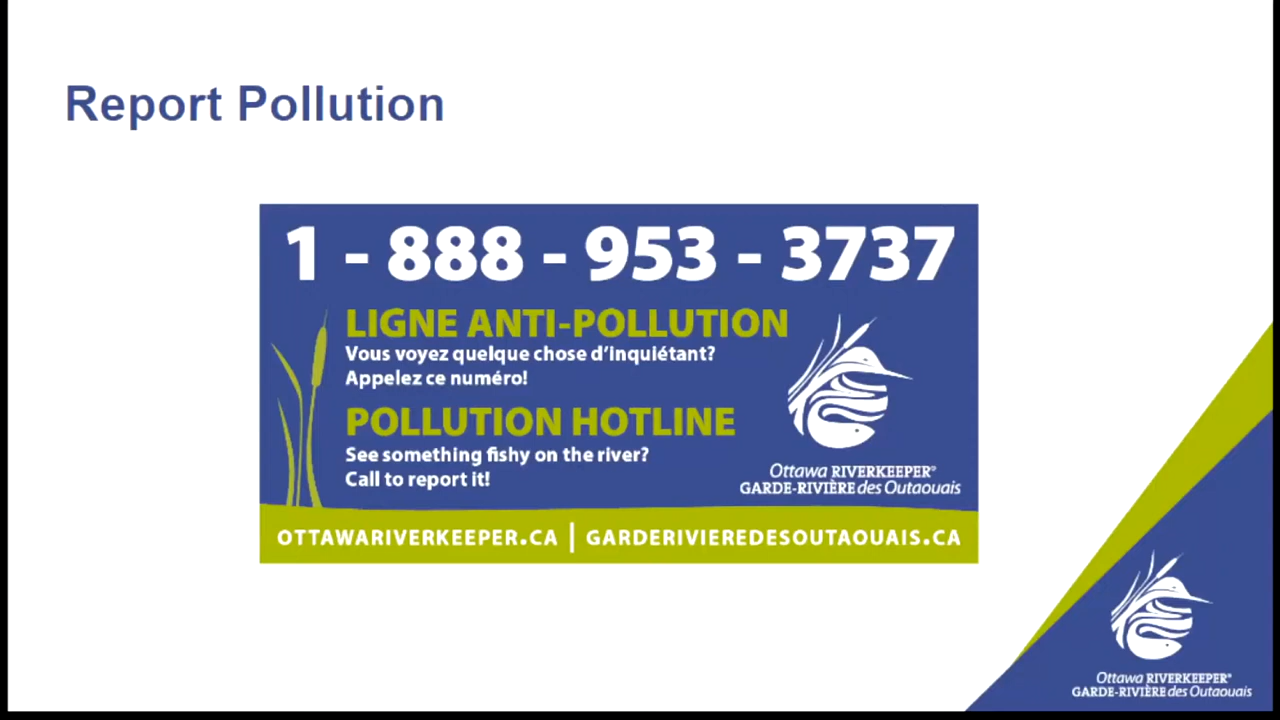 Report Pollution
1 - 888 - 953 - 3737
LIGNE ANTI-POLLUTION
Vous voyez quelque chose d'inquiétant?
Appelez ce numéro!
POLLUTION HOTLINE
See something fishy on the river?
Call to report it!
Ottawa RIVERKEEPER®
GARDE-RIVIÈRE des Outaouais
OTTAWARIVERKEEPER.CA | GARDERIVIEREDESOUTAOUAIS.CA
Ottawa RIVERKEEPER®
GARDE-RIVIÈRE des Outaouais